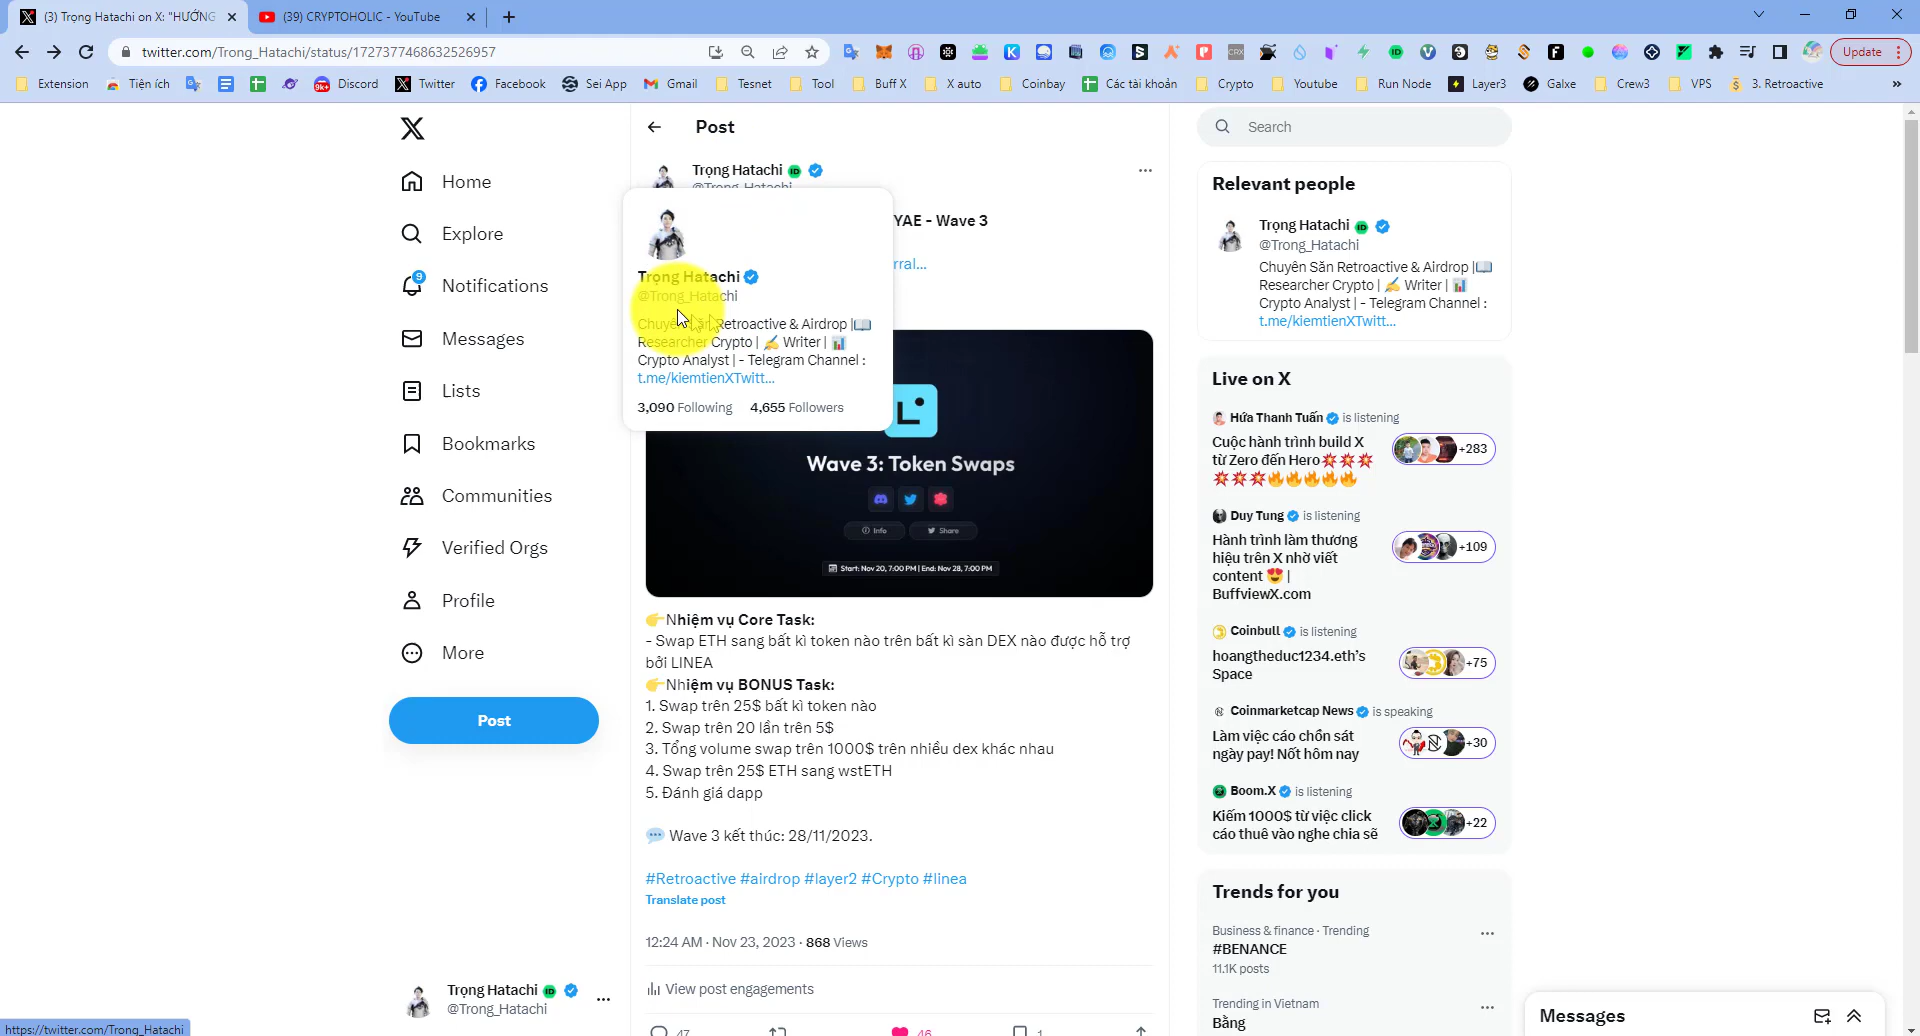 (3) Trọng Hatachi on X: "HƯỚNG
(39) CRYPTOHOLIC - YouTube
twitter.com/Trong_Hatachi/status/1727377468632526957
Update
Extension
Tiện ích
Discord
Twitter
Facebook
Sei App
Gmail
Tesnet
Tool
Buff X
X auto
Coinbay
Các tài khoản
Crypto
Youtube
Run Node
Layer3
Galxe
Crew3
VPS
3. Retroactive
»
Home
Explore
9
Notifications
Messages
Lists
Bookmarks
Communities
Verified Orgs
Profile
More
Post
Trọng Hatachi
@Trong_Hatachi
Post
Trọng Hatachi
@Trong_Hatachi
YAE - Wave 3
rral...
Trọng Hatachi
@Trong_Hatachi
Chuyên Săn Retroactive & Airdrop |📖
Researcher Crypto | ✍️ Writer | 📊
Crypto Analyst | - Telegram Channel :
t.me/kiemtienXTwitt...
3,090 Following 4,655 Followers
Wave 3: Token Swaps
Info
Share
Start: Nov 20, 7:00 PM | End: Nov 28, 7:00 PM
👉Nhiệm vụ Core Task:
- Swap ETH sang bất kì token nào trên bất kì sàn DEX nào được hỗ trợ
bởi LINEA
👉Nhiệm vụ BONUS Task:
1. Swap trên 25$ bất kì token nào
2. Swap trên 20 lần trên 5$
3. Tổng volume swap trên 1000$ trên nhiều dex khác nhau
4. Swap trên 25$ ETH sang wstETH
5. Đánh giá dapp
💬 Wave 3 kết thúc: 28/11/2023.
#Retroactive #airdrop #layer2 #Crypto #linea
Translate post
12:24 AM · Nov 23, 2023 · 868 Views
View post engagements
47
46
1
Search
Relevant people
Trọng Hatachi
@Trong_Hatachi
Chuyên Săn Retroactive & Airdrop |📖
Researcher Crypto | ✍️ Writer | 📊
Crypto Analyst | - Telegram Channel :
t.me/kiemtienXTwitt...
Live on X
Hứa Thanh Tuấn is listening
Cuộc hành trình build X
từ Zero đến Hero💥💥💥
💥💥💥🔥🔥🔥🔥🔥
+283
Duy Tung is listening
Hành trình làm thương
hiệu trên X nhờ viết
content 😍 |
BuffviewX.com
+109
Coinbull is listening
hoangtheduc1234.eth's
Space
+75
Coinmarketcap News is speaking
Làm việc cáo chồn sát
ngày pay! Nốt hôm nay
+30
Boom.X is listening
Kiếm 1000$ từ việc click
cáo thuê vào nghe chia sẽ
+22
Trends for you
Business & finance · Trending
#BENANCE
11.1K posts
Trending in Vietnam
Bằng
Messages
https://twitter.com/Trong_Hatachi